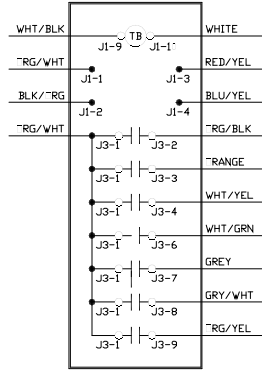 WHT/BLK TB WHITE
J1-9 J1-1
RG/WHT RED/YEL
J1-1 J1-3
BLK/RG BLU/YEL
J1-2 J1-4
RG/WHT RG/BLK
J3-1 J3-2
RANGE
J3-1 J3-3
WHT/YEL
J3-1 J3-4
WHT/GRN
J3-1 J3-6
GREY
J3-1 J3-7
GRY/WHT
J3-1 J3-8
RG/YEL
J3-1 J3-9